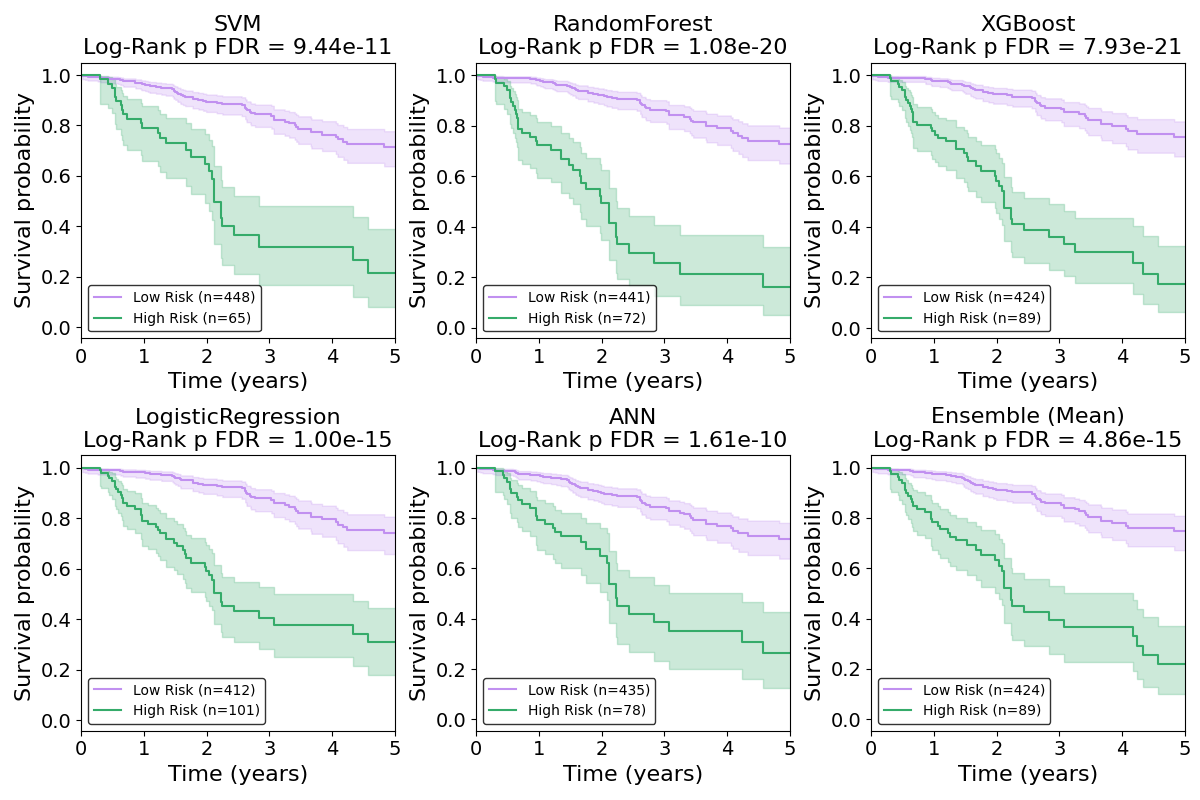 SVM
Log-Rank p FDR = 9.44e-11
Survival probability
1.0
0.8
0.6
0.4
0.2
0.0
Low Risk (n=448)
High Risk (n=65)
0 1 2 3 4 5
Time (years)
RandomForest
Log-Rank p FDR = 1.08e-20
Survival probability
1.0
0.8
0.6
0.4
0.2
0.0
Low Risk (n=441)
High Risk (n=72)
0 1 2 3 4 5
Time (years)
XGBoost
Log-Rank p FDR = 7.93e-21
Survival probability
1.0
0.8
0.6
0.4
0.2
0.0
Low Risk (n=424)
High Risk (n=89)
0 1 2 3 4 5
Time (years)
LogisticRegression
Log-Rank p FDR = 1.00e-15
Survival probability
1.0
0.8
0.6
0.4
0.2
0.0
Low Risk (n=412)
High Risk (n=101)
0 1 2 3 4 5
Time (years)
ANN
Log-Rank p FDR = 1.61e-10
Survival probability
1.0
0.8
0.6
0.4
0.2
0.0
Low Risk (n=435)
High Risk (n=78)
0 1 2 3 4 5
Time (years)
Ensemble (Mean)
Log-Rank p FDR = 4.86e-15
Survival probability
1.0
0.8
0.6
0.4
0.2
0.0
Low Risk (n=424)
High Risk (n=89)
0 1 2 3 4 5
Time (years)